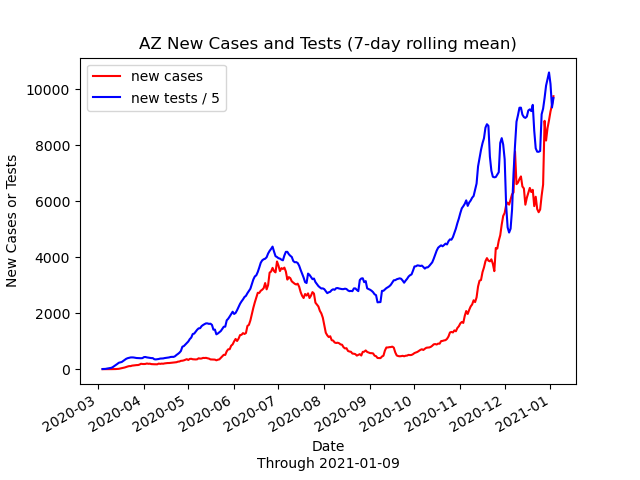 AZ New Cases and Tests (7-day rolling mean)
new cases
new tests / 5
New Cases or Tests
10000
8000
6000
4000
2000
0
2020-03
2020-04
2020-05
2020-06
2020-07
2020-08
2020-09
2020-10
2020-11
2020-12
2021-01
Date
Through 2021-01-09